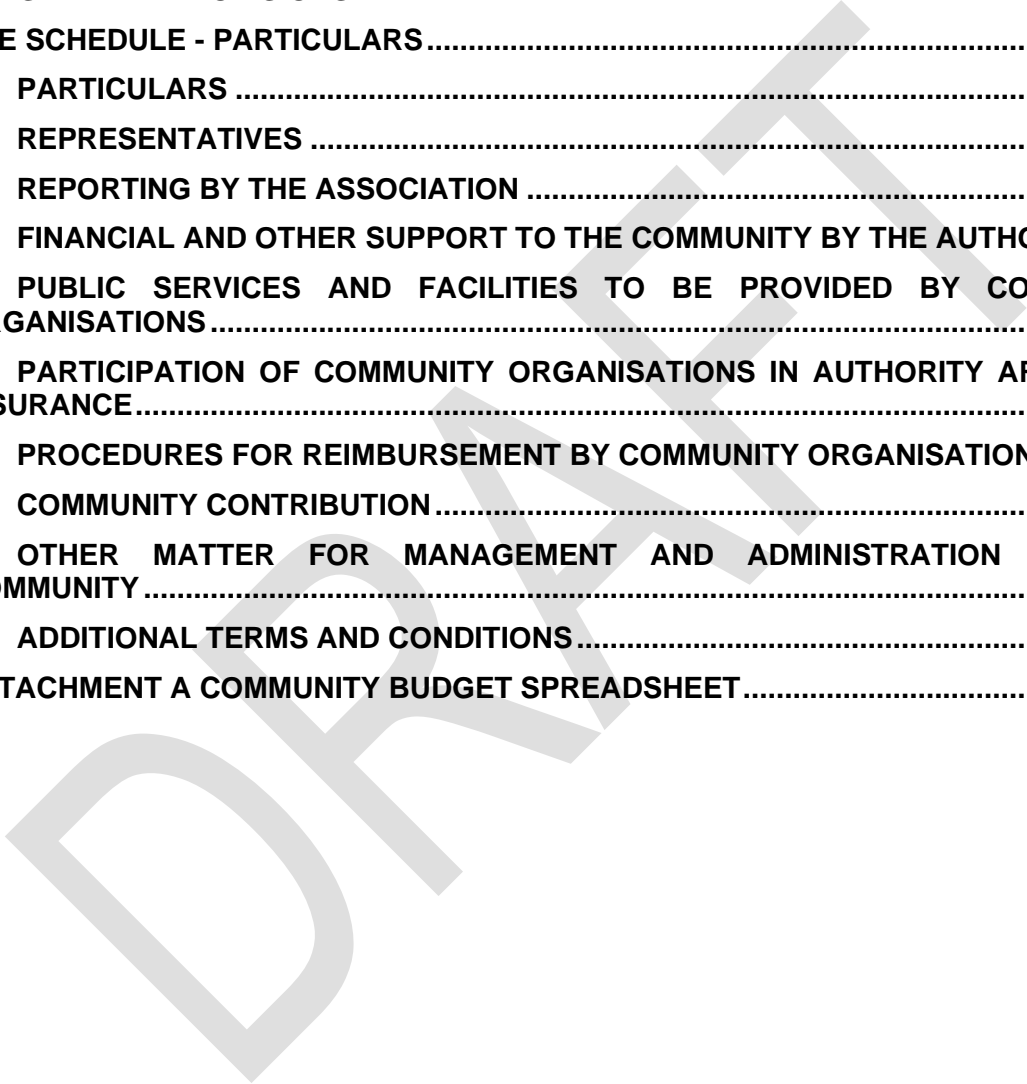 E SCHEDULE - PARTICULARS
PARTICULARS
REPRESENTATIVES
REPORTING BY THE ASSOCIATION
FINANCIAL AND OTHER SUPPORT TO THE COMMUNITY BY THE AUTHO
PUBLIC SERVICES AND FACILITIES TO BE PROVIDED BY CO
GANISATIONS
PARTICIPATION OF COMMUNITY ORGANISATIONS IN AUTHORITY
SURANCE
PROCEDURES FOR REIMBURSEMENT BY COMMUNITY ORGANISATION
COMMUNITY CONTRIBUTION
OTHER MATTER FOR MANAGEMENT AND ADMINISTRATION
MMUNITY
ADDITIONAL TERMS AND CONDITIONS
TACHMENT A COMMUNITY BUDGET SPREADSHEET
DRAFT